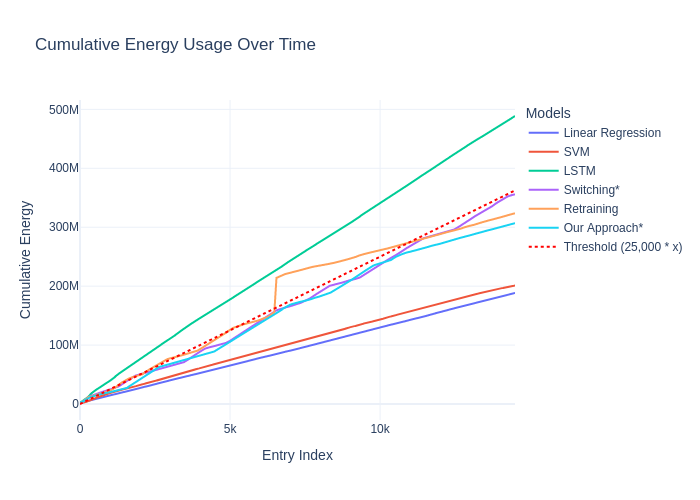 Cumulative Energy Usage Over Time
500M
400M
300M
200M
100M
0
0
5k
10k
Entry Index
Cumulative Energy
Models
Linear Regression
SVM
LSTM
Switching*
Retraining
Our Approach*
Threshold (25,000 * x)